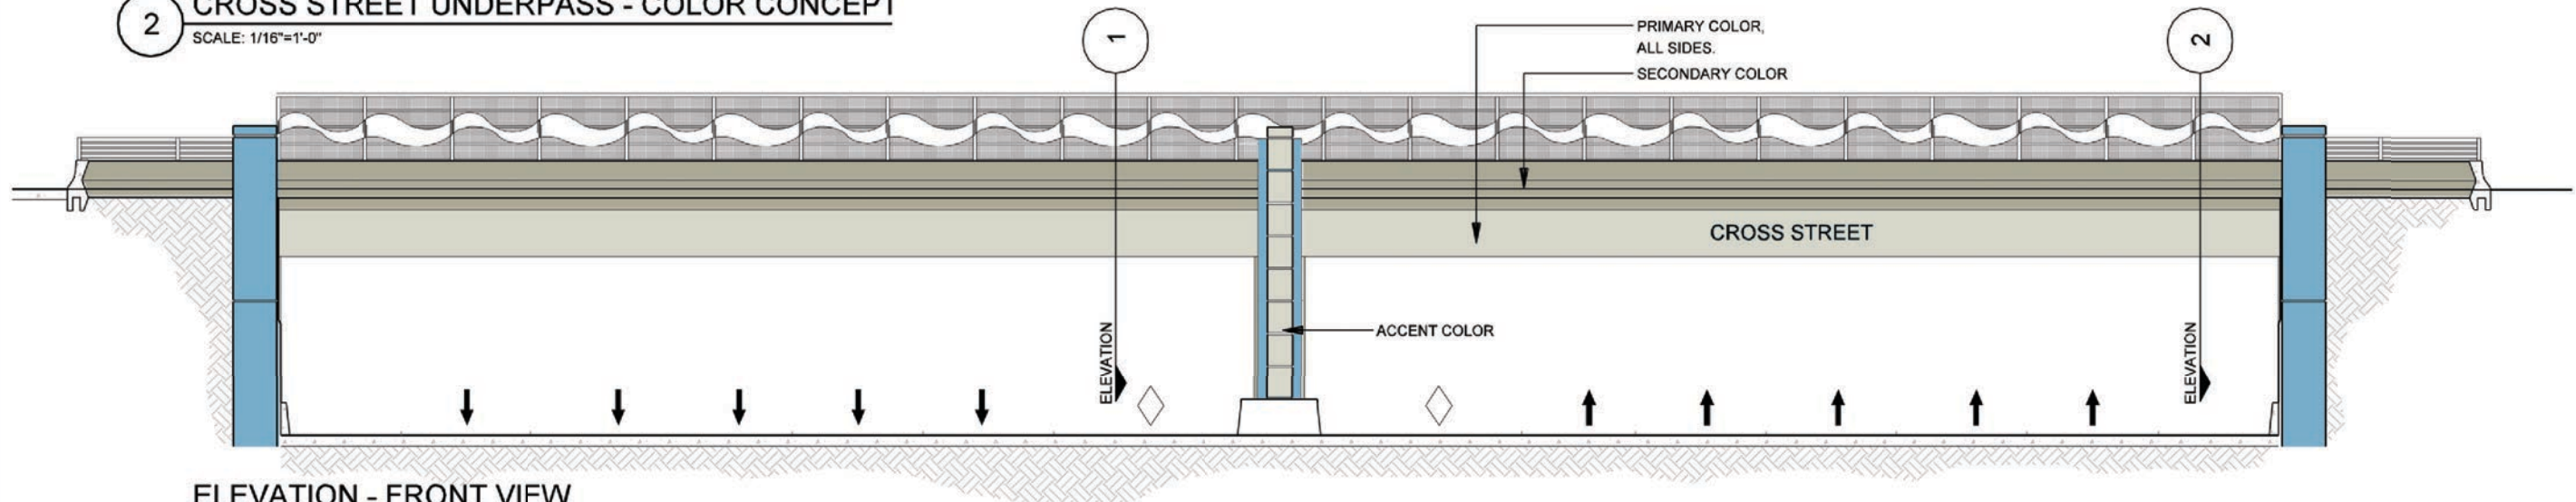 2
CROSS STREET UNDERPASS - COLOR CONCEPT
SCALE: 1/16"=1'-0"
1
PRIMARY COLOR,
ALL SIDES.
SECONDARY COLOR
2
CROSS STREET
ACCENT COLOR
ELEVATION
ELEVATION
ELEVATION - FRONT VIEW